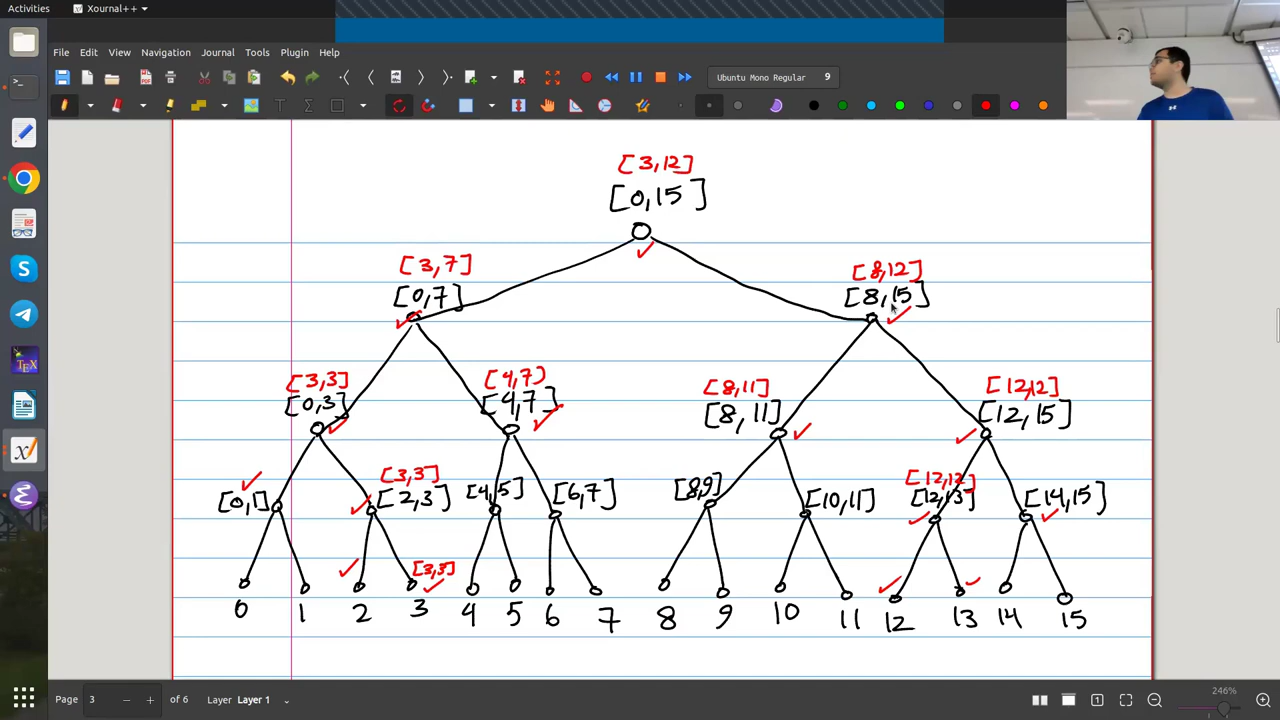 Activities
Xournal++
File Edit View Navigation Journal Tools Plugin Help
Ubuntu Mono Regular 9
[3,12]
[0,15]
[3,7] [8,12]
[0,7] [8,15]
[3,3] [4,7] [8,11] [12,12]
[0,3] [4,7] [8,11] [12,15]
[3,3] [12,12]
[0,1] [2,3] [4,5] [6,7] [8,9] [10,11] [12,13] [14,15]
[3,3]
0 1 2 3 4 5 6 7 8 9 10 11 12 13 14 15
Page 3 of 6 Layer Layer 1
246%